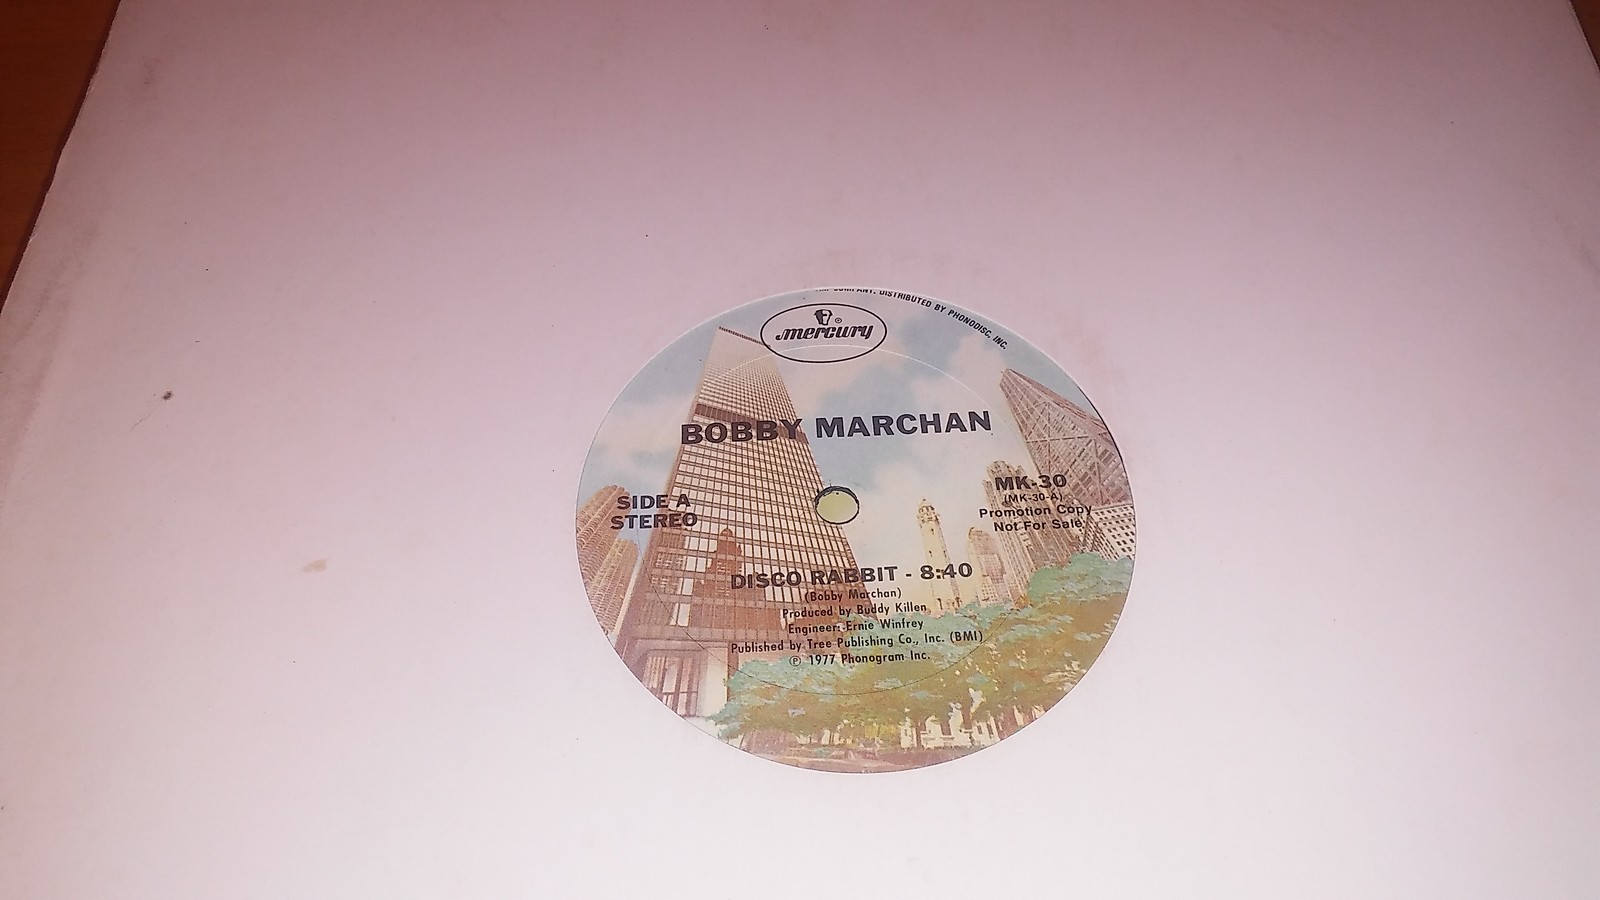 COMPANY. DISTRIBUTED BY PHONODISC, INC.
mercury
BOBBY MARCHAN
SIDE A
STEREO
MK-30
(MK-30-A)
Promotion Copy
Not For Sale
DISCO RABBIT - 8:40
(Bobby Marchan)
Produced by Buddy Killen
Engineer: Ernie Winfrey
Published by Tree Publishing Co., Inc. (BMI)
℗ 1977 Phonogram Inc.